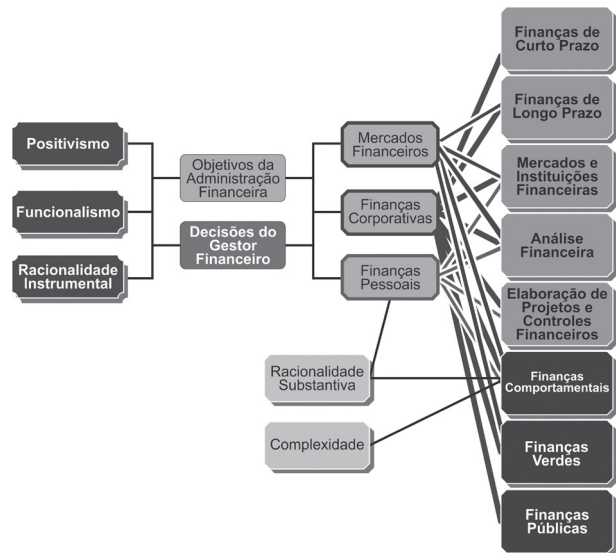 Positivismo
Funcionalismo
Racionalidade
Instrumental
Objetivos da
Administração
Financeira
Decisões do
Gestor
Financeiro
Mercados
Financeiros
Finanças
Corporativas
Finanças
Pessoais
Racionalidade
Substantiva
Complexidade
Finanças de
Curto Prazo
Finanças de
Longo Prazo
Mercados e
Instituições
Financeiras
Análise
Financeira
Elaboração de
Projetos e
Controles
Financeiros
Finanças
Comportamentais
Finanças
Verdes
Finanças
Públicas